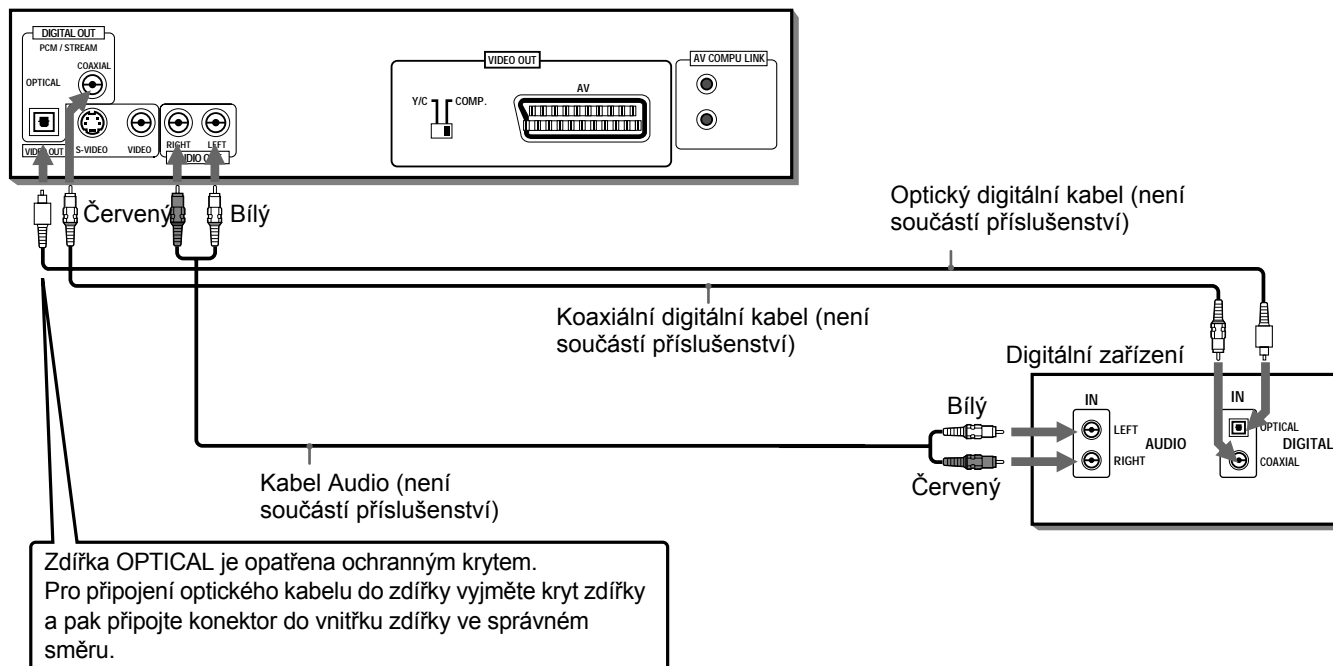 DIGITAL OUT
PCM / STREAM
COAXIAL
OPTICAL
VIDEO OUT
S-VIDEO
VIDEO
RIGHT
LEFT
VIDEO OUT
Y/C
COMP.
AV
AV COMPU LINK
Červený
Bílý
Optický digitální kabel (není
součástí příslušenství)
Koaxiální digitální kabel (není
součástí příslušenství)
Digitální zařízení
Bílý
Červený
IN
LEFT
RIGHT
AUDIO
IN
OPTICAL
COAXIAL
DIGITAL
Kabel Audio (není
součástí příslušenství)
Zdířka OPTICAL je opatřena ochranným krytem.
Pro připojení optického kabelu do zdířky vyjměte kryt zdířky
a pak připojte konektor do vnitřku zdířky ve správném
směru.